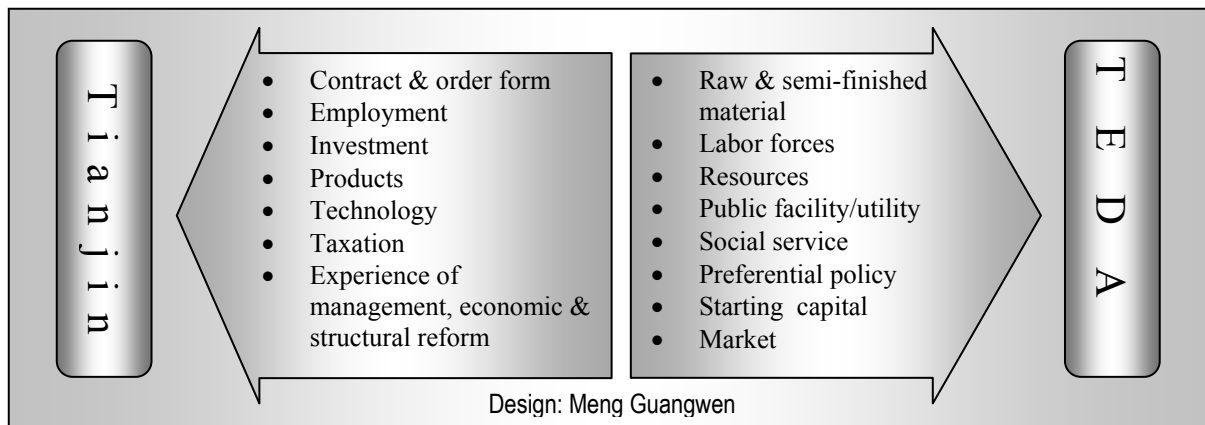 Tianjin
• Contract & order form
• Employment
• Investment
• Products
• Technology
• Taxation
• Experience of
management, economic &
structural reform
• Raw & semi-finished
material
• Labor forces
• Resources
• Public facility/utility
• Social service
• Preferential policy
• Starting capital
• Market
TEDA
Design: Meng Guangwen